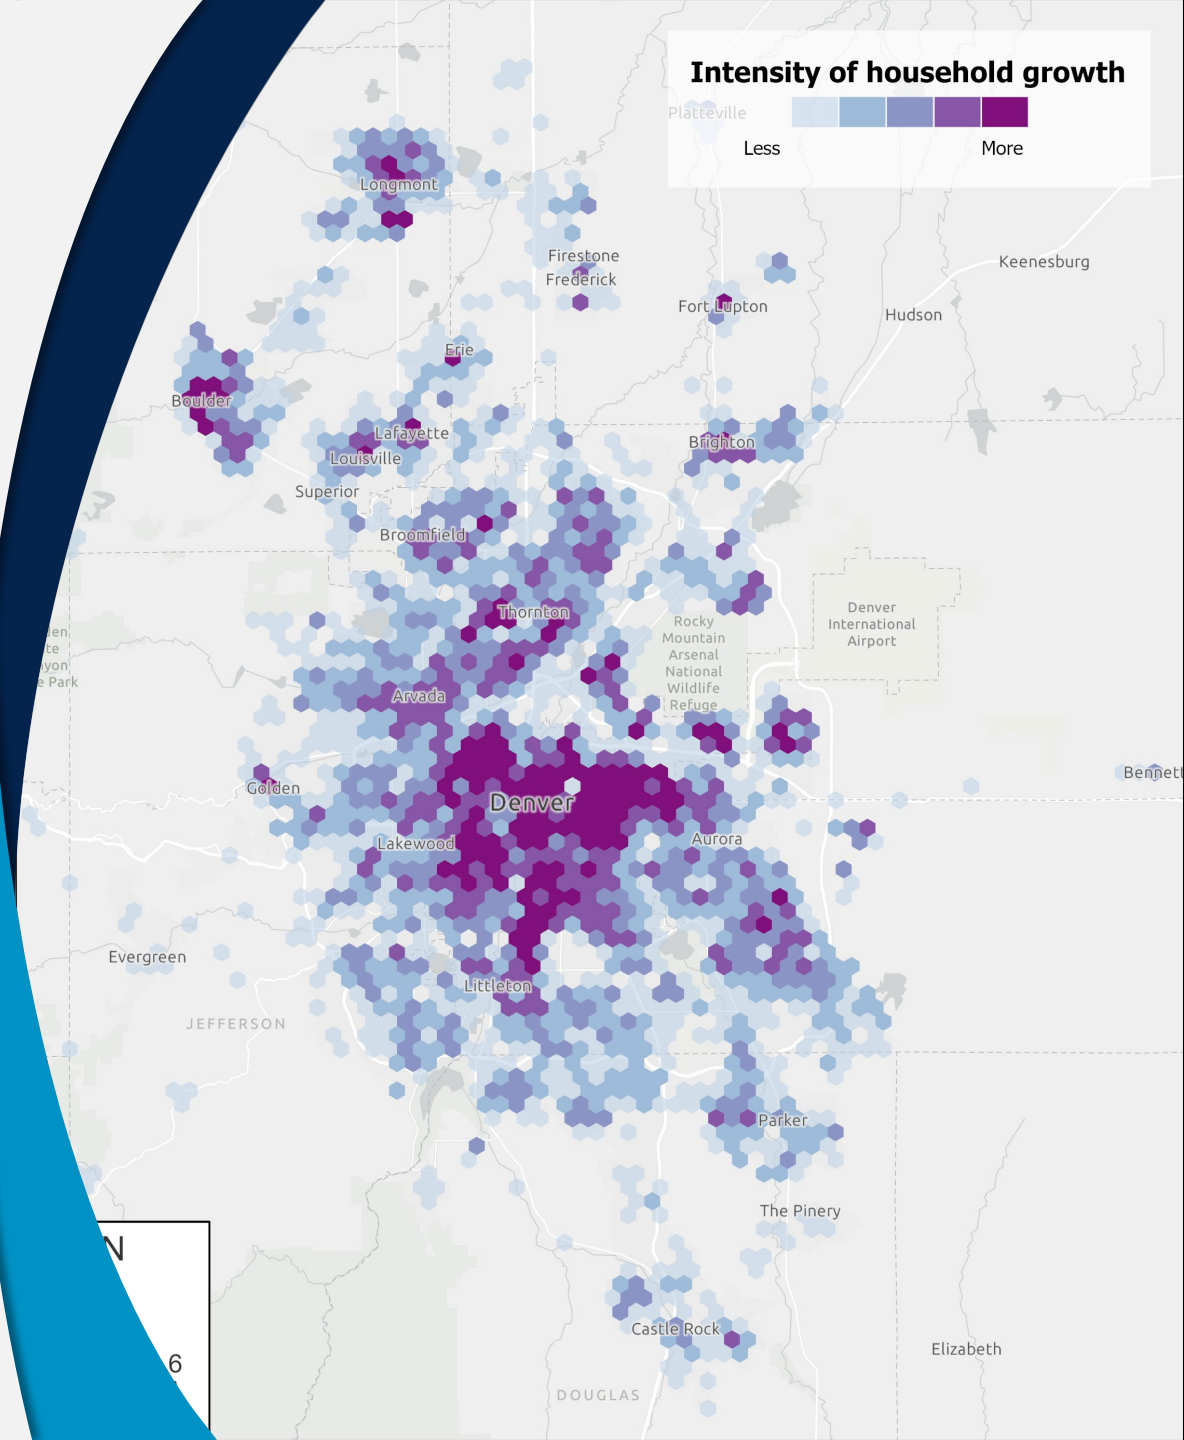 Intensity of household growth
Platteville
Less
More
Longmont
Firestone
Frederick
Keenesburg
Fort Lupton
Hudson
Erie
Boulder
Lafayette
Brighton
Louisville
Superior
Broomfield
Thornton
Denver
International
Airport
Rocky
Mountain
Arsenal
National
Wildlife
Refuge
e Park
Arvada
Bennett
Golden
Denver
Aurora
Lakewood
Evergreen
Littleton
JEFFERSON
Parker
The Pinery
N
Castle Rock
Elizabeth
6
DOUGLAS